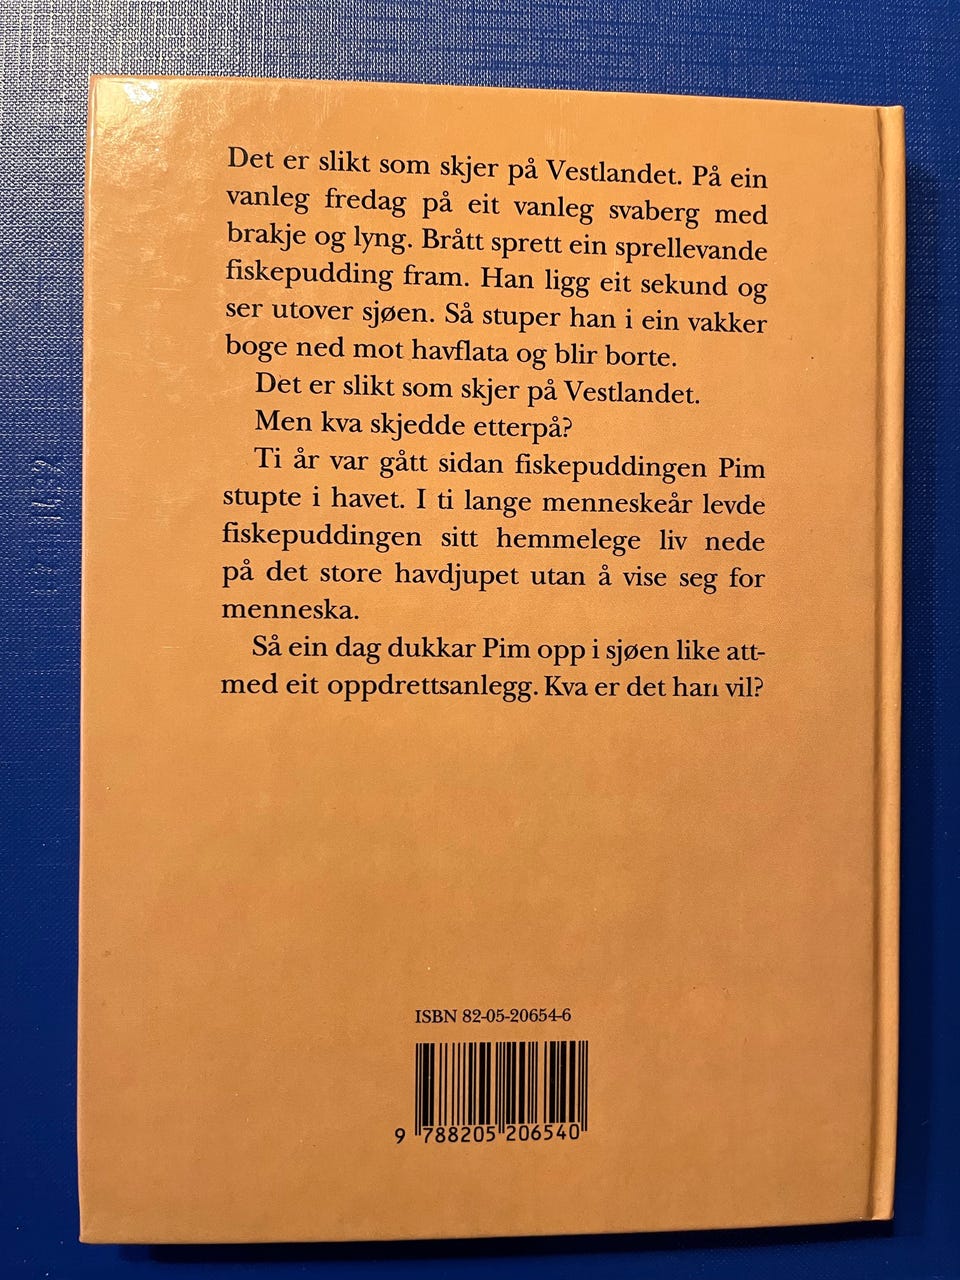 Det er slikt som skjer på Vestlandet. På ein
vanleg fredag på eit vanleg svaberg med
brakje og lyng. Brått sprett ein sprellevande
fiskepudding fram. Han ligg eit sekund og
ser utover sjøen. Så stuper han i ein vakker
boge ned mot havflata og blir borte.
Det er slikt som skjer på Vestlandet.
Men kva skjedde etterpå?
Ti år var gått sidan fiskepuddingen Pim
stupte i havet. I ti lange menneskeår levde
fiskepuddingen sitt hemmelege liv nede
på det store havdjupet utan å vise seg for
menneska.
Så ein dag dukkar Pim opp i sjøen like att-
med eit oppdrettsanlegg. Kva er det han vil?
ISBN 82-05-20654-6
9 788205 206540